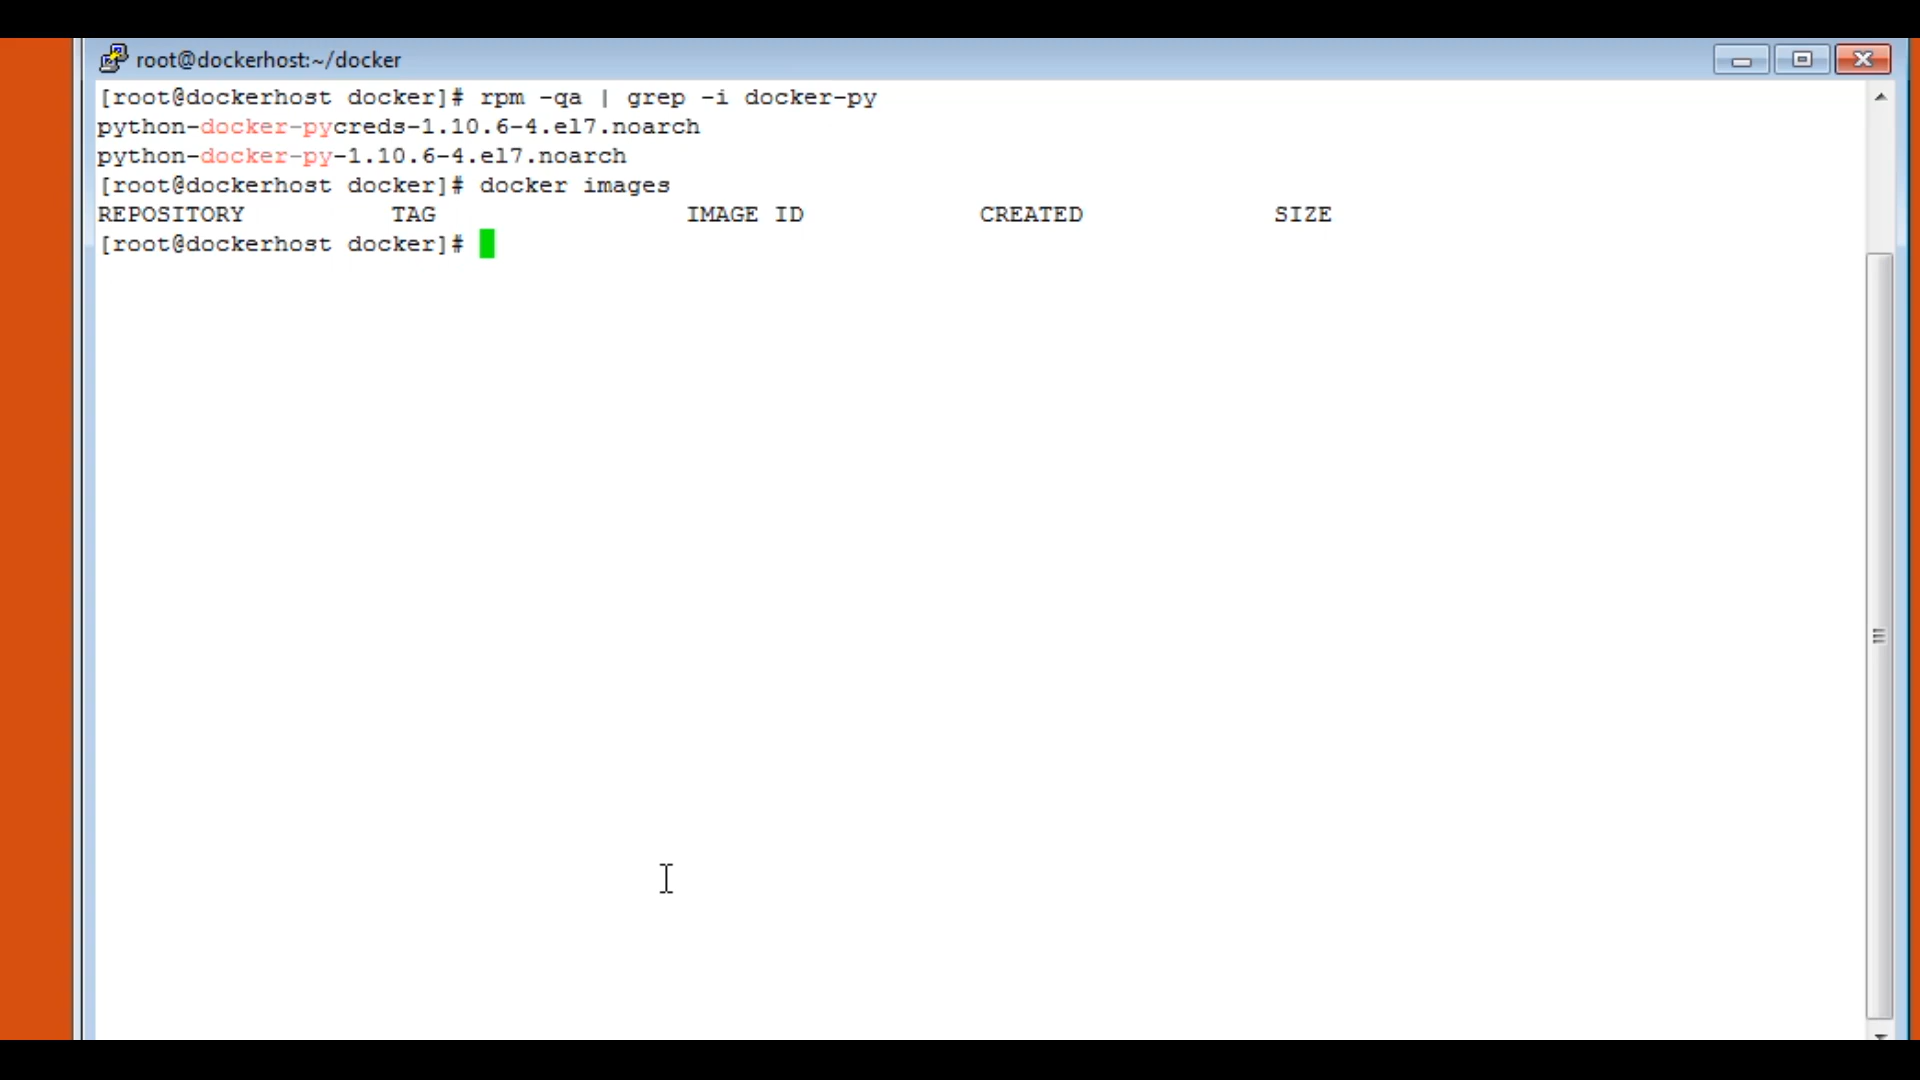 root@dockerhost:~/docker
[root@dockerhost docker]# rpm -qa | grep -i docker-py
python-docker-pycreds-1.10.6-4.el7.noarch
python-docker-py-1.10.6-4.el7.noarch
[root@dockerhost docker]# docker images
REPOSITORY          TAG                 IMAGE ID            CREATED             SIZE
[root@dockerhost docker]#